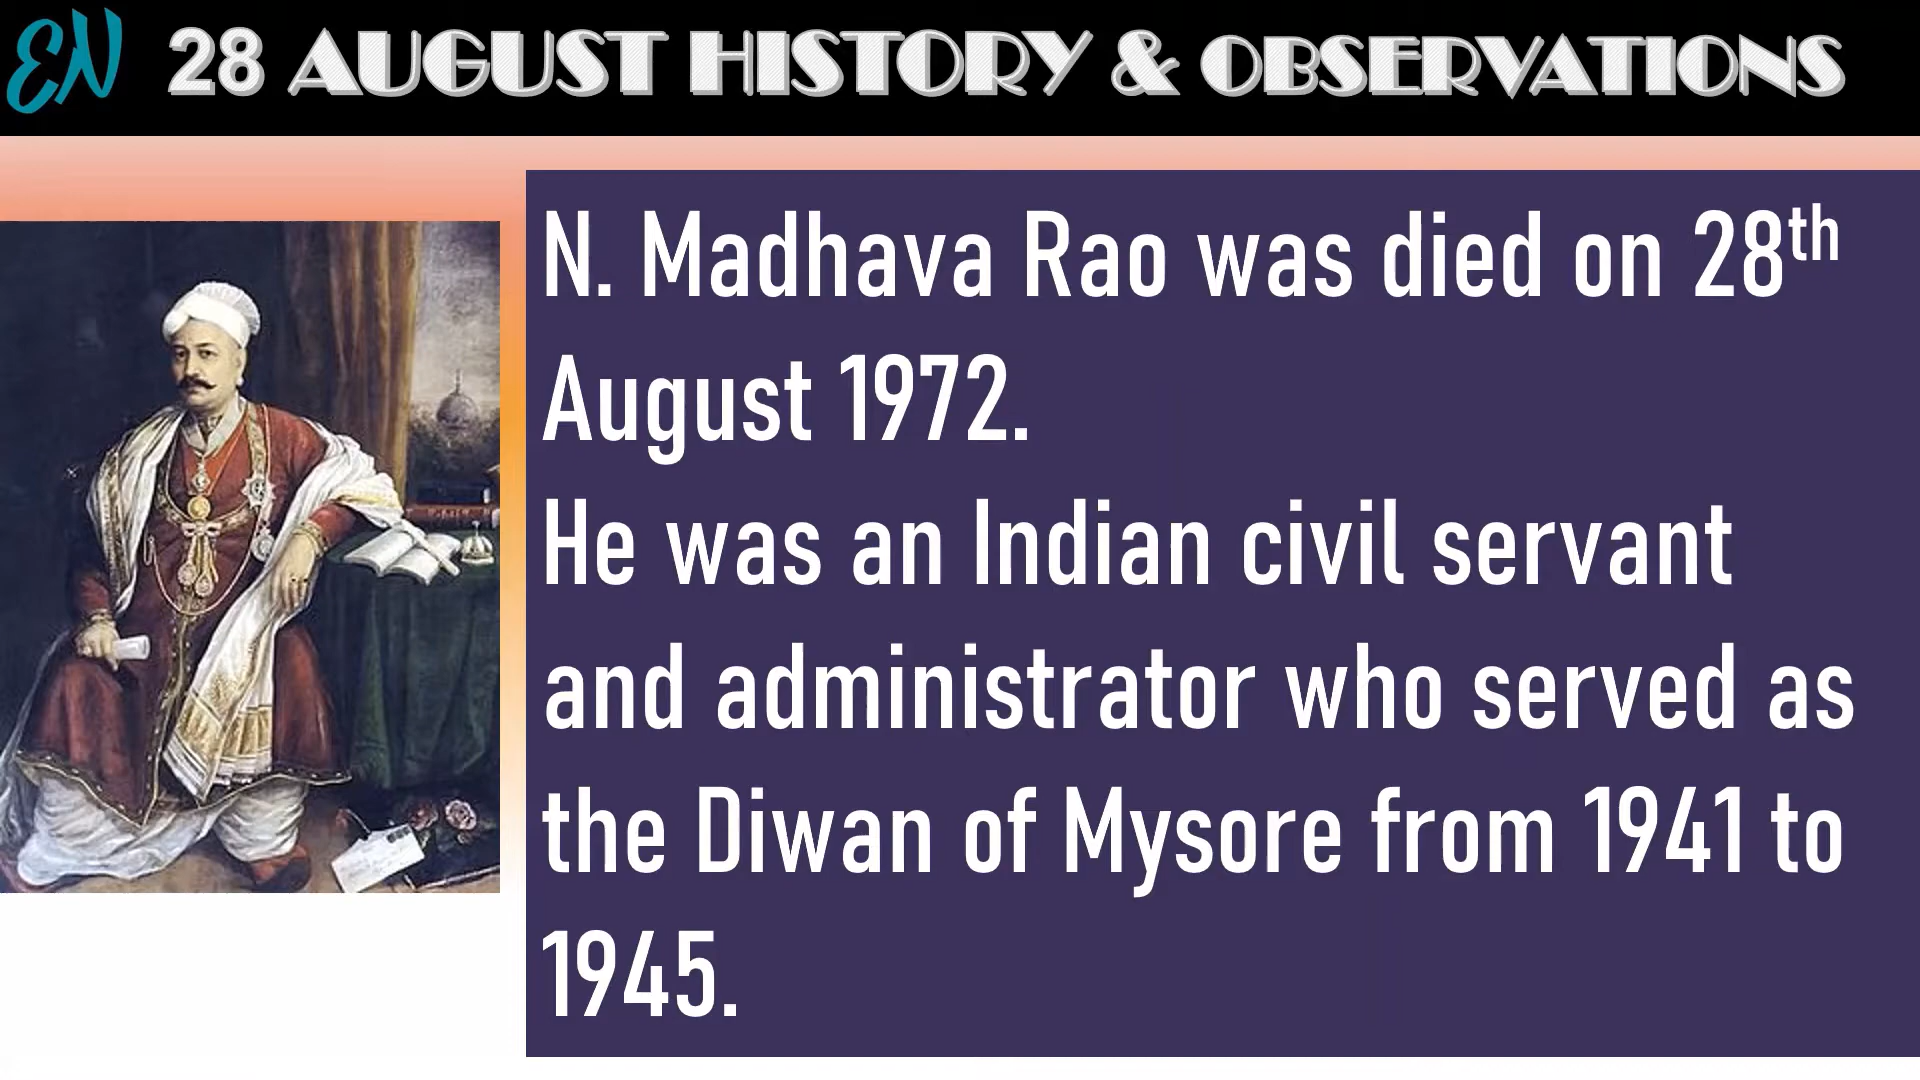 EN 28 AUGUST HISTORY & OBSERVATIONS
N. Madhava Rao was died on 28th
August 1972.
He was an Indian civil servant
and administrator who served as
the Diwan of Mysore from 1941 to
1945.